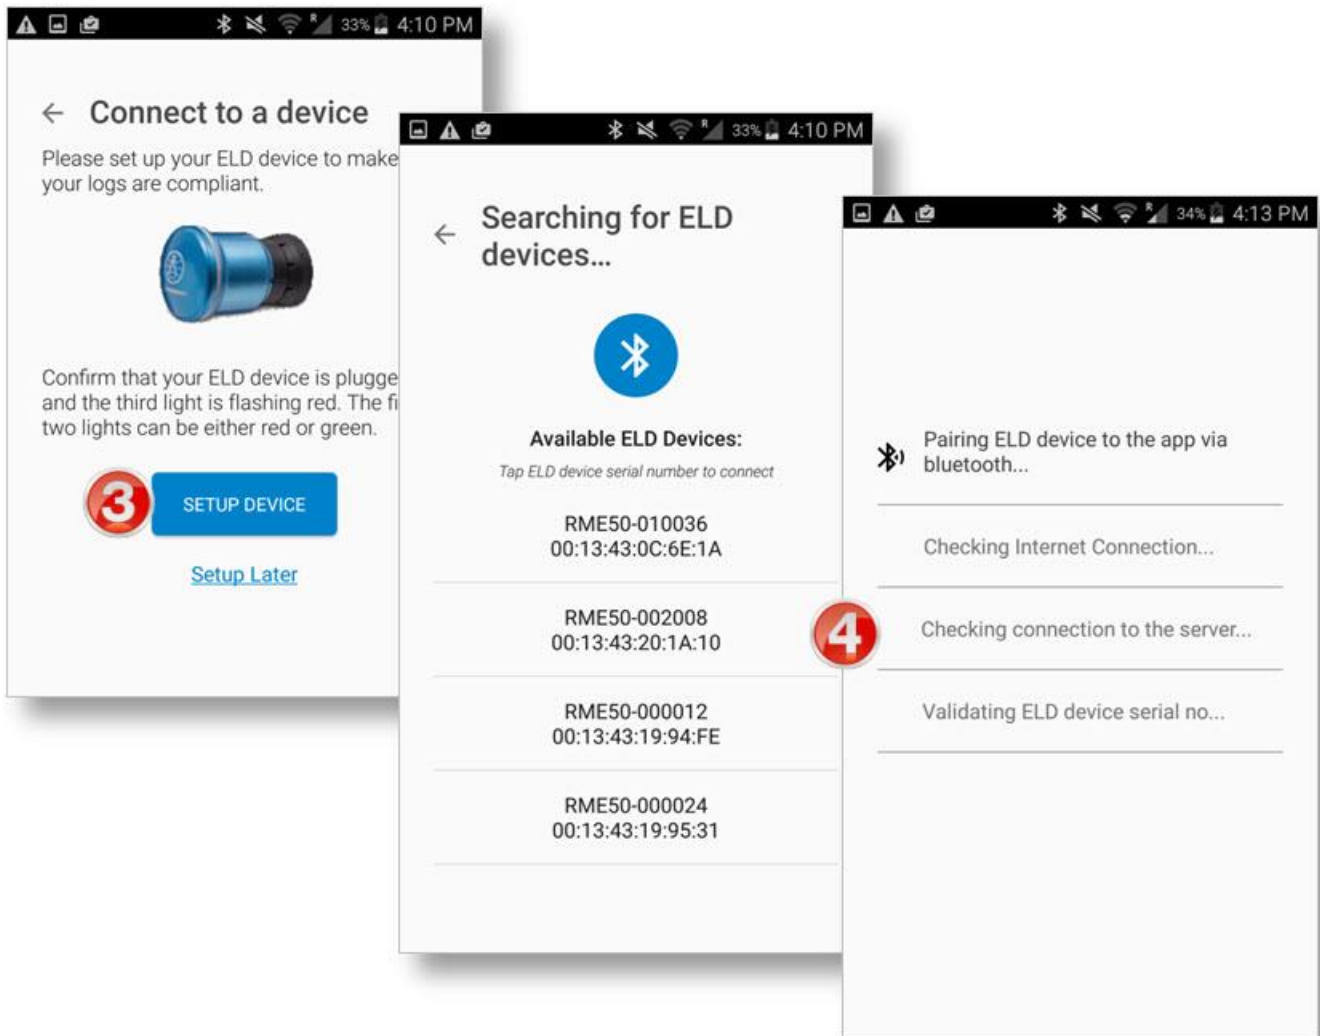 33% 4:10 PM
Connect to a device
Please set up your ELD device to make
your logs are compliant.
Confirm that your ELD device is plugge
and the third light is flashing red. The fi
two lights can be either red or green.
3
SETUP DEVICE
Setup Later
R 33% 4:10 PM
Searching for ELD
devices...
Available ELD Devices:
Tap ELD device serial number to connect
RME50-010036
00:13:43:0C:6E:1A
RME50-002008
00:13:43:20:1A:10
RME50-000012
00:13:43:19:94:FE
RME50-000024
00:13:43:19:95:31
R 34% 4:13 PM
Pairing ELD device to the app via
bluetooth...
Checking Internet Connection...
4
Checking connection to the server...
Validating ELD device serial no...